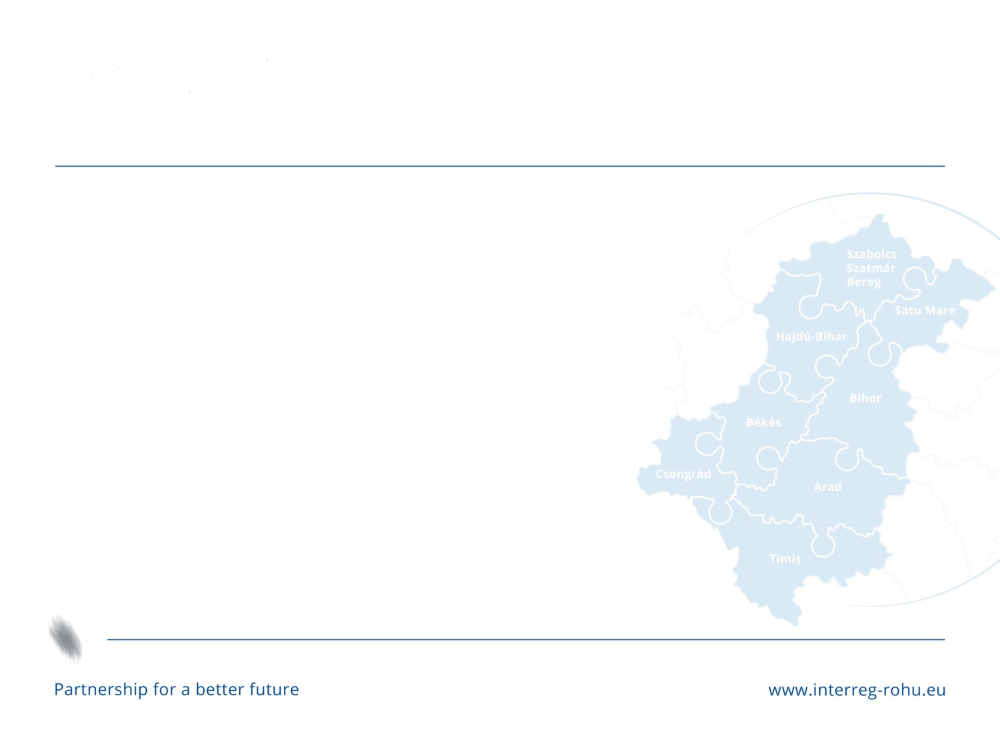 Szabolcs
Szatmár
Bereg
Satu Mare
Hajdú-Bihar
Bihor
Békés
Csongrád
Arad
Timiș
Partnership for a better future
www.interreg-rohu.eu